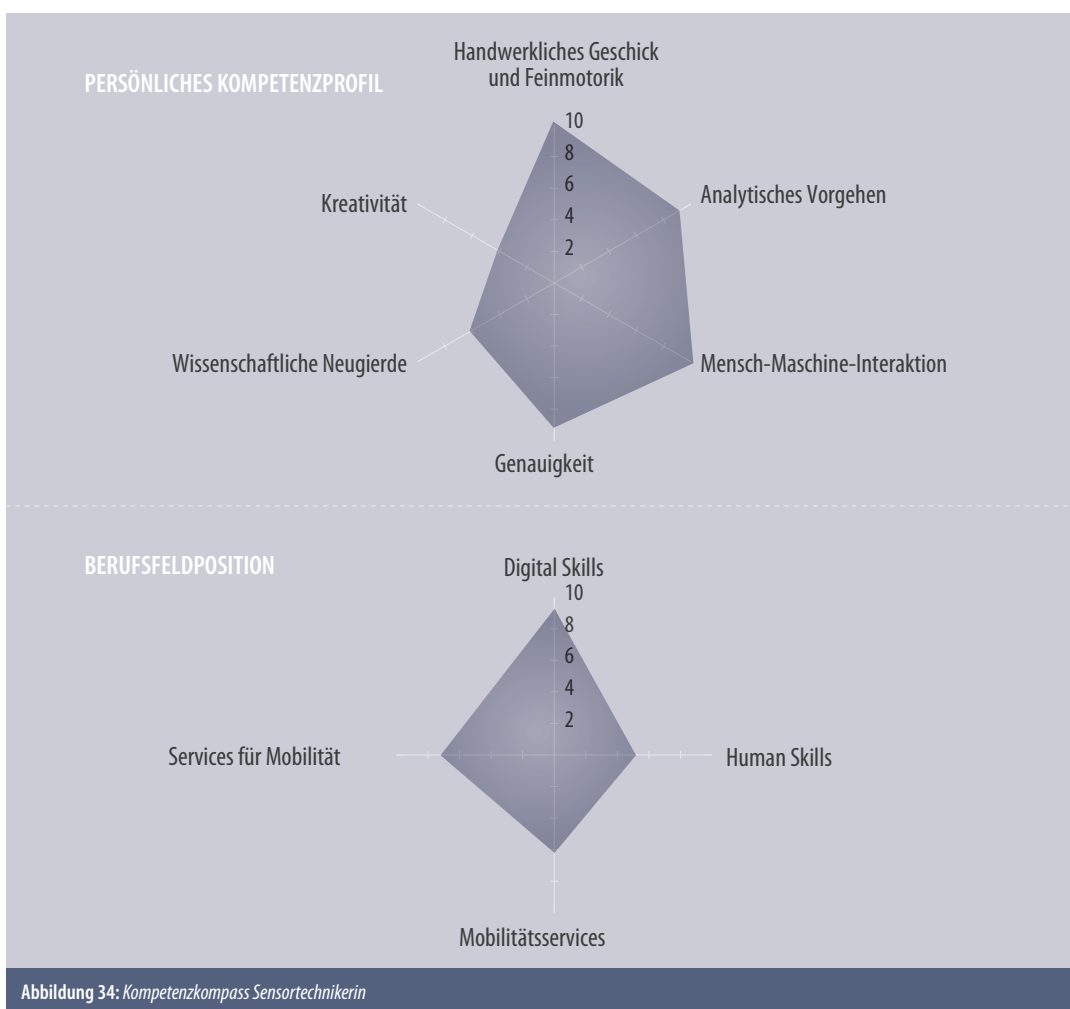 PERSÖNLICHES KOMPETENZPROFIL
Handwerkliches Geschick
und Feinmotorik
10
8
6
4
2
Kreativität
Analytisches Vorgehen
Wissenschaftliche Neugierde
Mensch-Maschine-Interaktion
Genauigkeit
BERUFSFELDPOSITION
Digital Skills
10
8
6
4
2
Services für Mobilität
Human Skills
Mobilitätsservices
Abbildung 34: Kompetenzkompass Sensortechnikerin